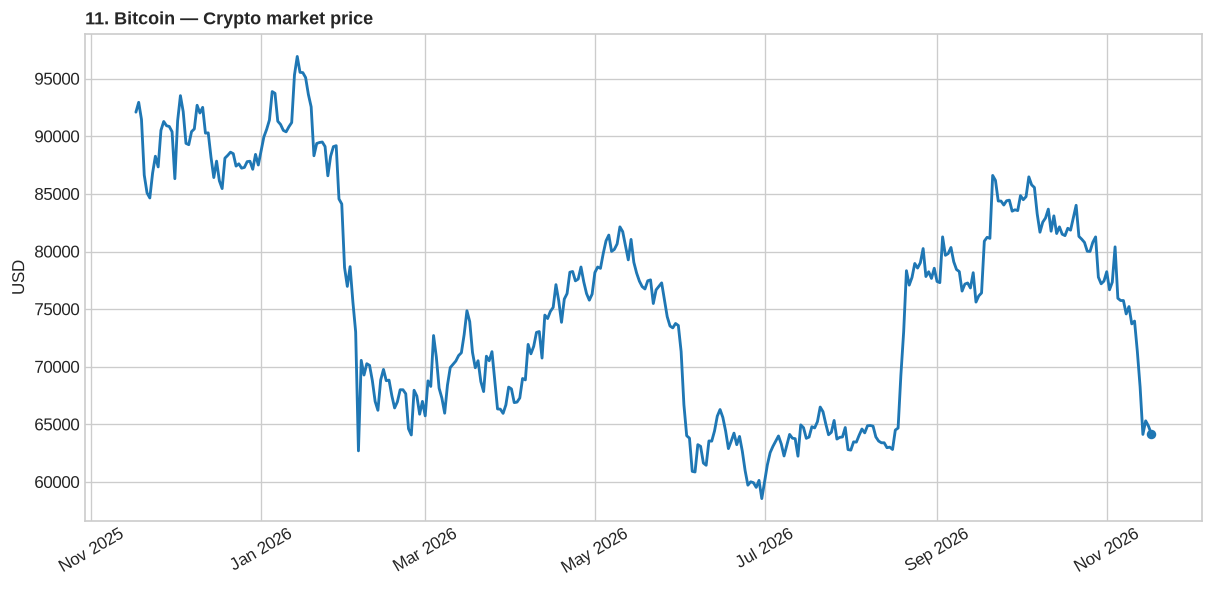 11. Bitcoin — Crypto market price
USD
95000
90000
85000
80000
75000
70000
65000
60000
Nov 2025
Jan 2026
Mar 2026
May 2026
Jul 2026
Sep 2026
Nov 2026